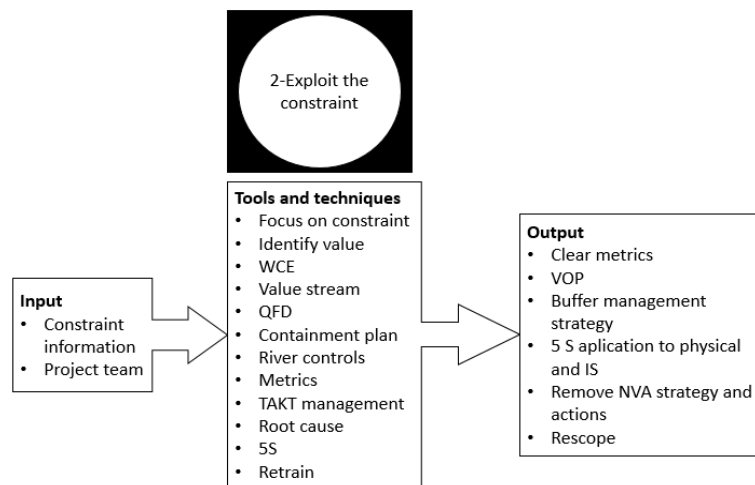 2-Exploit the
constraint
Input
• Constraint
information
• Project team
Tools and techniques
• Focus on constraint
• Identify value
• WCE
• Value stream
• QFD
• Containment plan
• River controls
• Metrics
• TAKT management
• Root cause
• 5S
• Retrain
Output
• Clear metrics
• VOP
• Buffer management
strategy
• 5 S aplication to physical
and IS
• Remove NVA strategy and
actions
• Rescope